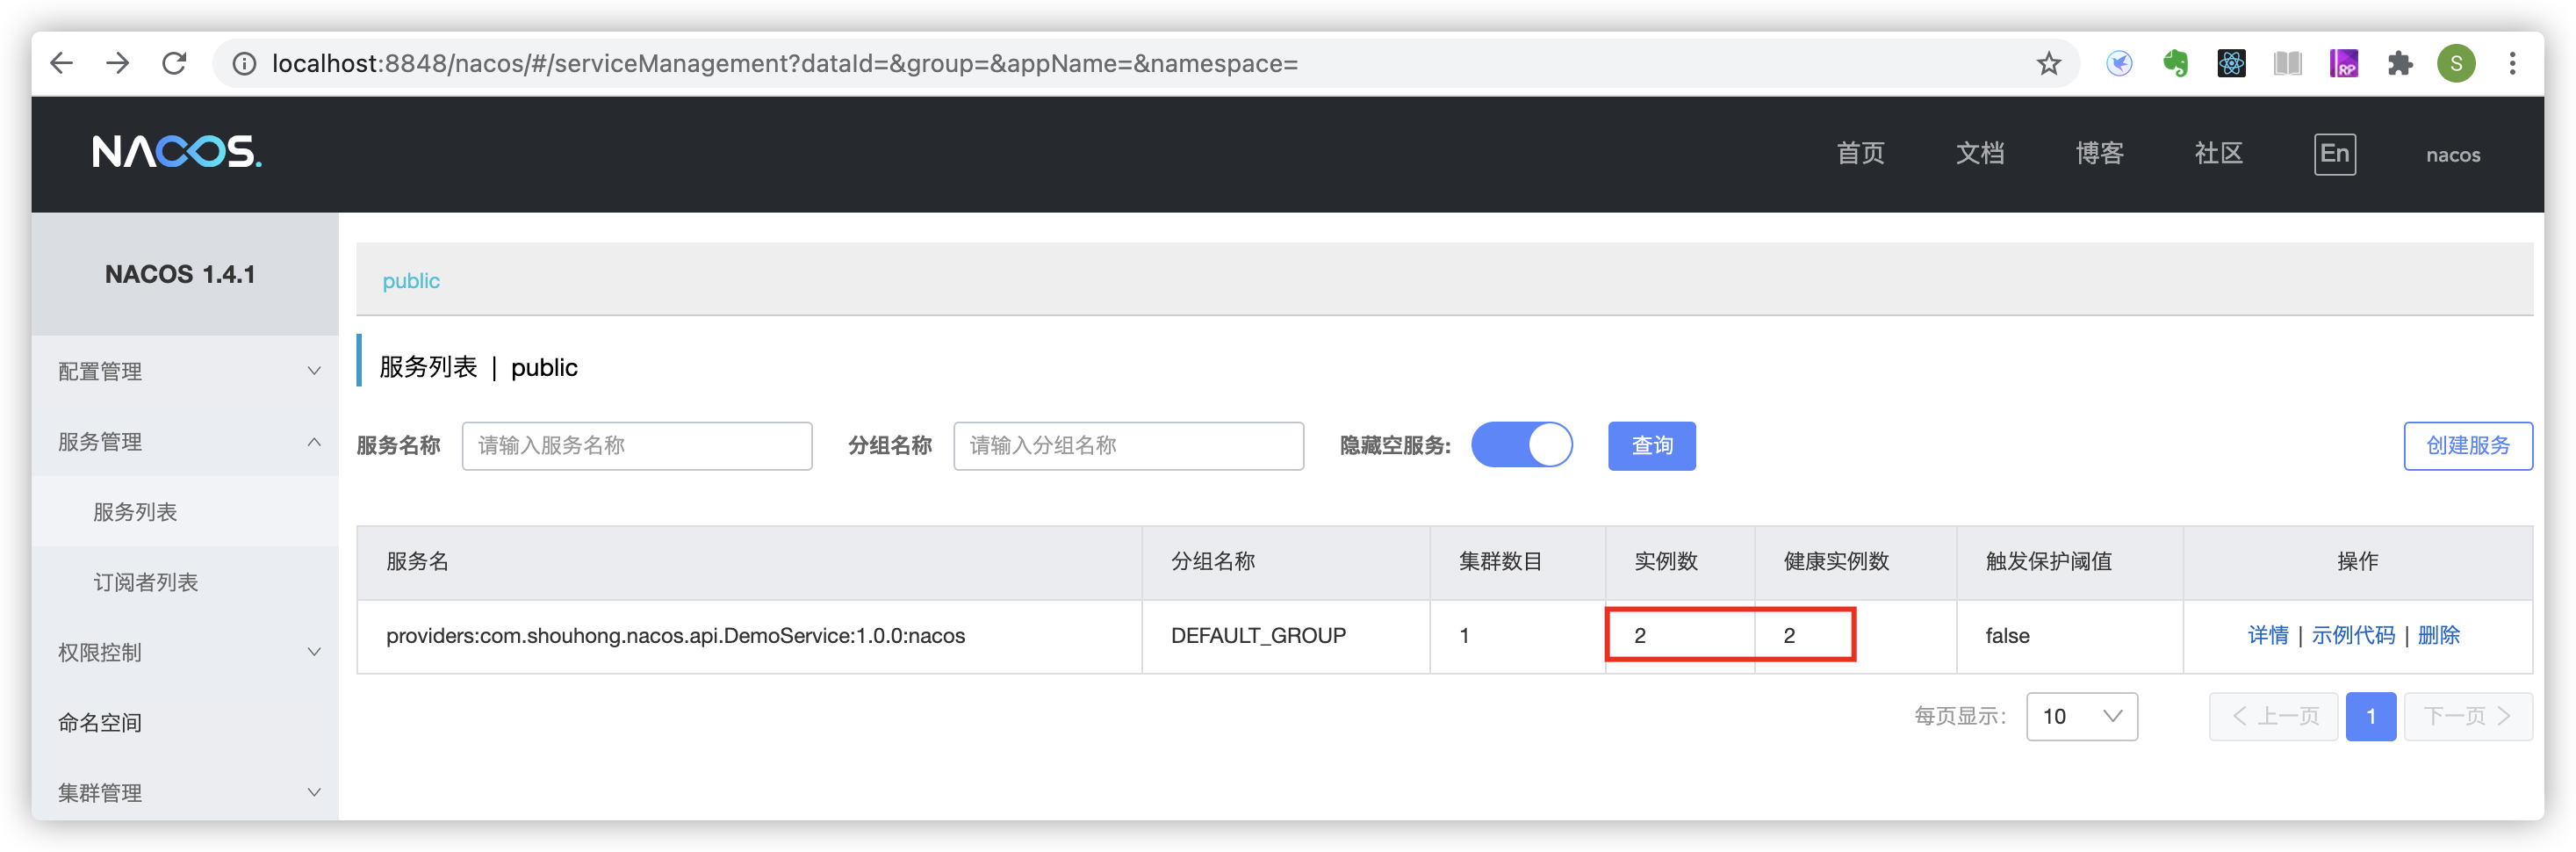 localhost:8848/nacos/#/serviceManagement?dataId=&group=&appName=&namespace=
S
NACOS.
首页 文档 博客 社区 En nacos
NACOS 1.4.1
public
配置管理
服务列表 | public
服务管理
服务名称 请输入服务名称 分组名称 请输入分组名称 隐藏空服务: 查询 创建服务
服务列表
服务名 分组名称 集群数目 实例数 健康实例数 触发保护阈值 操作
订阅者列表
providers:com.shouhong.nacos.api.DemoService:1.0.0:nacos DEFAULT_GROUP 1 2 2 false 详情 | 示例代码 | 删除
权限控制
每页显示: 10 上一页 1 下一页
命名空间
集群管理